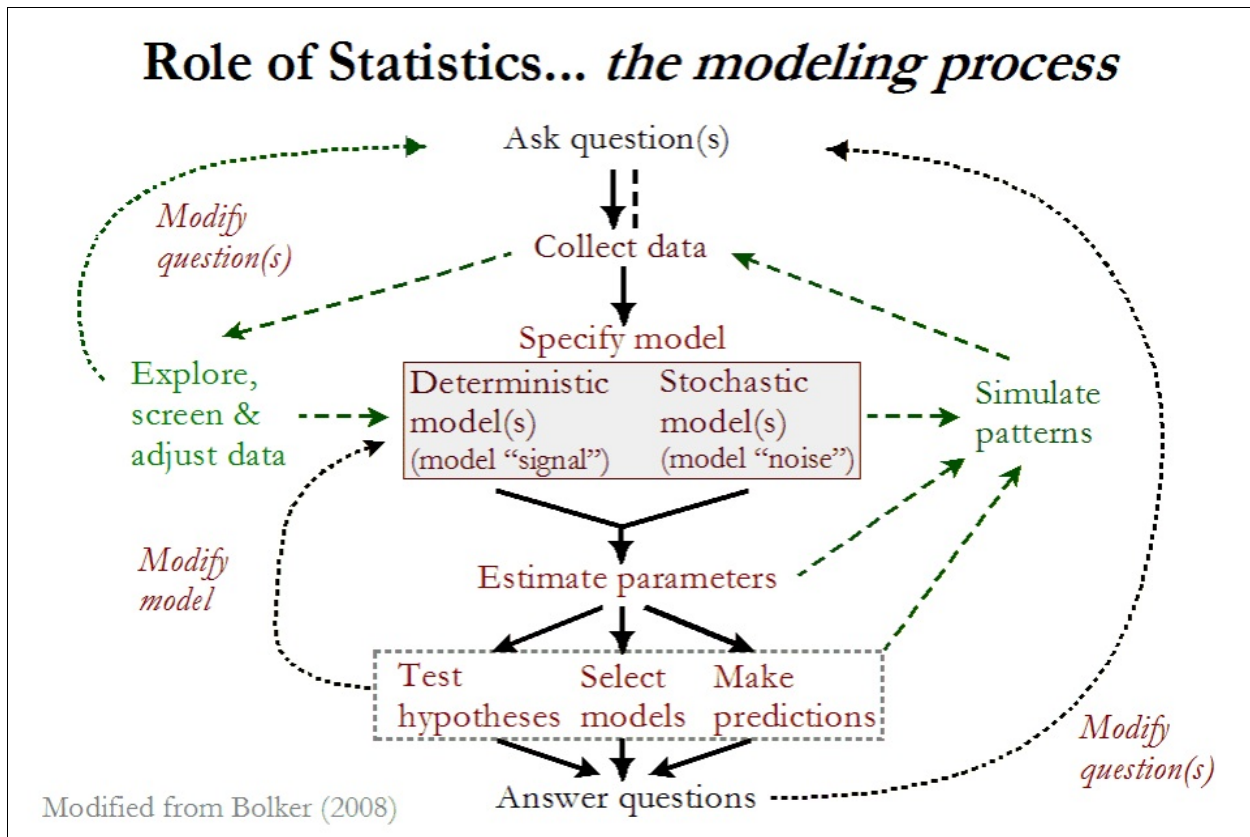 Role of Statistics... the modeling process
Ask question(s)
Modify
question(s)
Collect data
Specify model
Explore,
screen &
adjust data
Deterministic
model(s)
(model “signal”)
Stochastic
model(s)
(model “noise”)
Simulate
patterns
Modify
model
Estimate parameters
Test
hypotheses
Select
models
Make
predictions
Modify
question(s)
Answer questions
Modified from Bolker (2008)